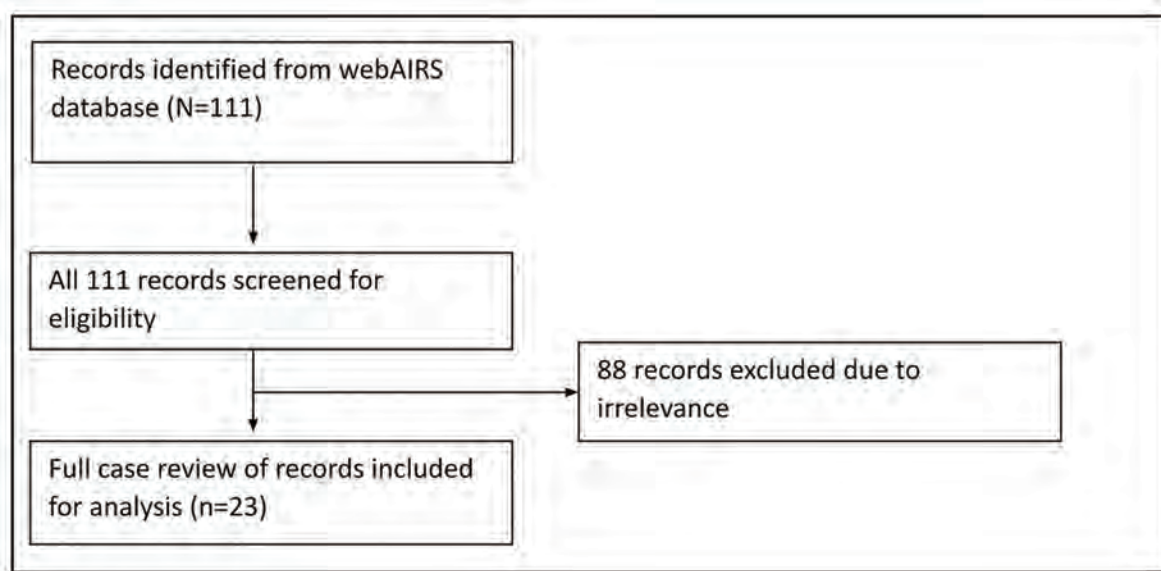 Records identified from webAIRS
database (N=111)
All 111 records screened for
eligibility
88 records excluded due to
irrelevance
Full case review of records included
for analysis (n=23)